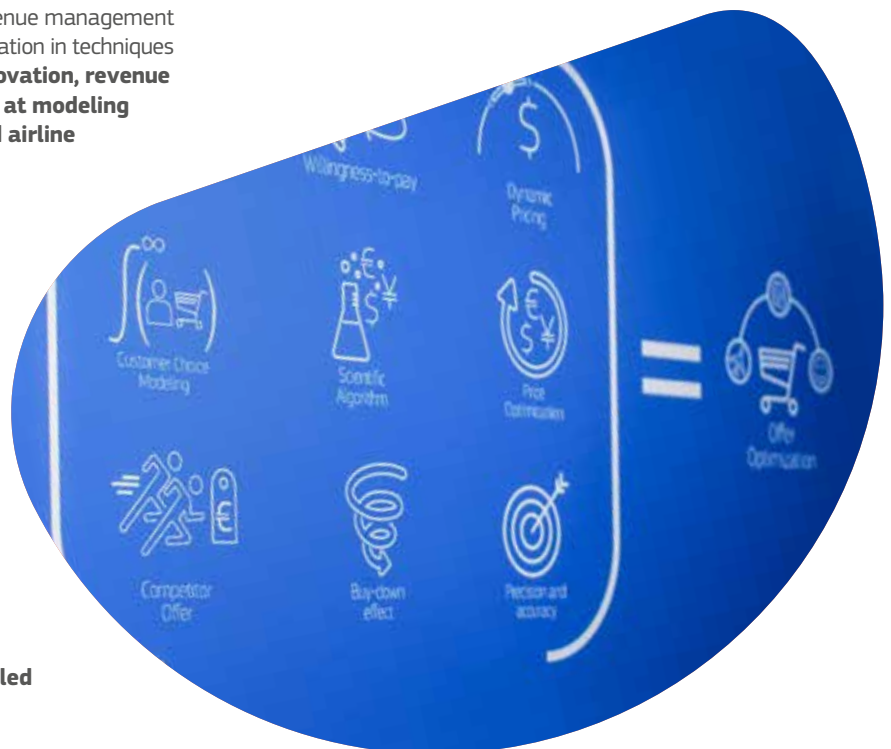 enue management
ation in techniques
ovation, revenue
at modeling
l airline
Willingness-to-pay
$
Dynamic
Pricing
∞
∫( )
€
$ ¥
Customer Choice
Modeling
Scientific
Algorithm
€
$ ¥
Price
Optimization
=
Offer
Optimization
€
Competitor
Offer
Buy-down
effect
Precision and
accuracy
led